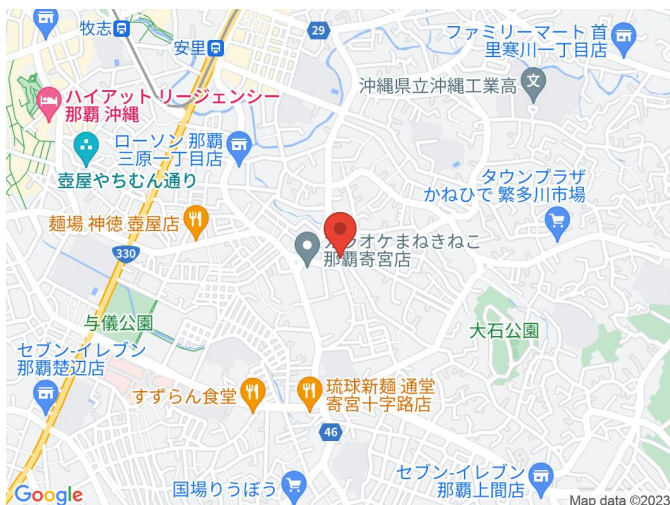 牧志
安里
29
ファミリーマート 首
里寒川一丁目店
沖縄県立沖縄工業高
文
ハイアット リージェンシー
那覇 沖縄
ローソン 那覇
三原一丁目店
壺屋やちむん通り
タウンプラザ
かねひで 繁多川市場
麺場 神徳 壺屋店
カラオケまねきねこ
那覇寄宮店
330
与儀公園
大石公園
セブン-イレブン
那覇楚辺店
すずらん食堂
琉球新麺 通堂
寄宮十字路店
46
国場りうぼう
セブン-イレブン
那覇上間店
Google
Map data ©2023